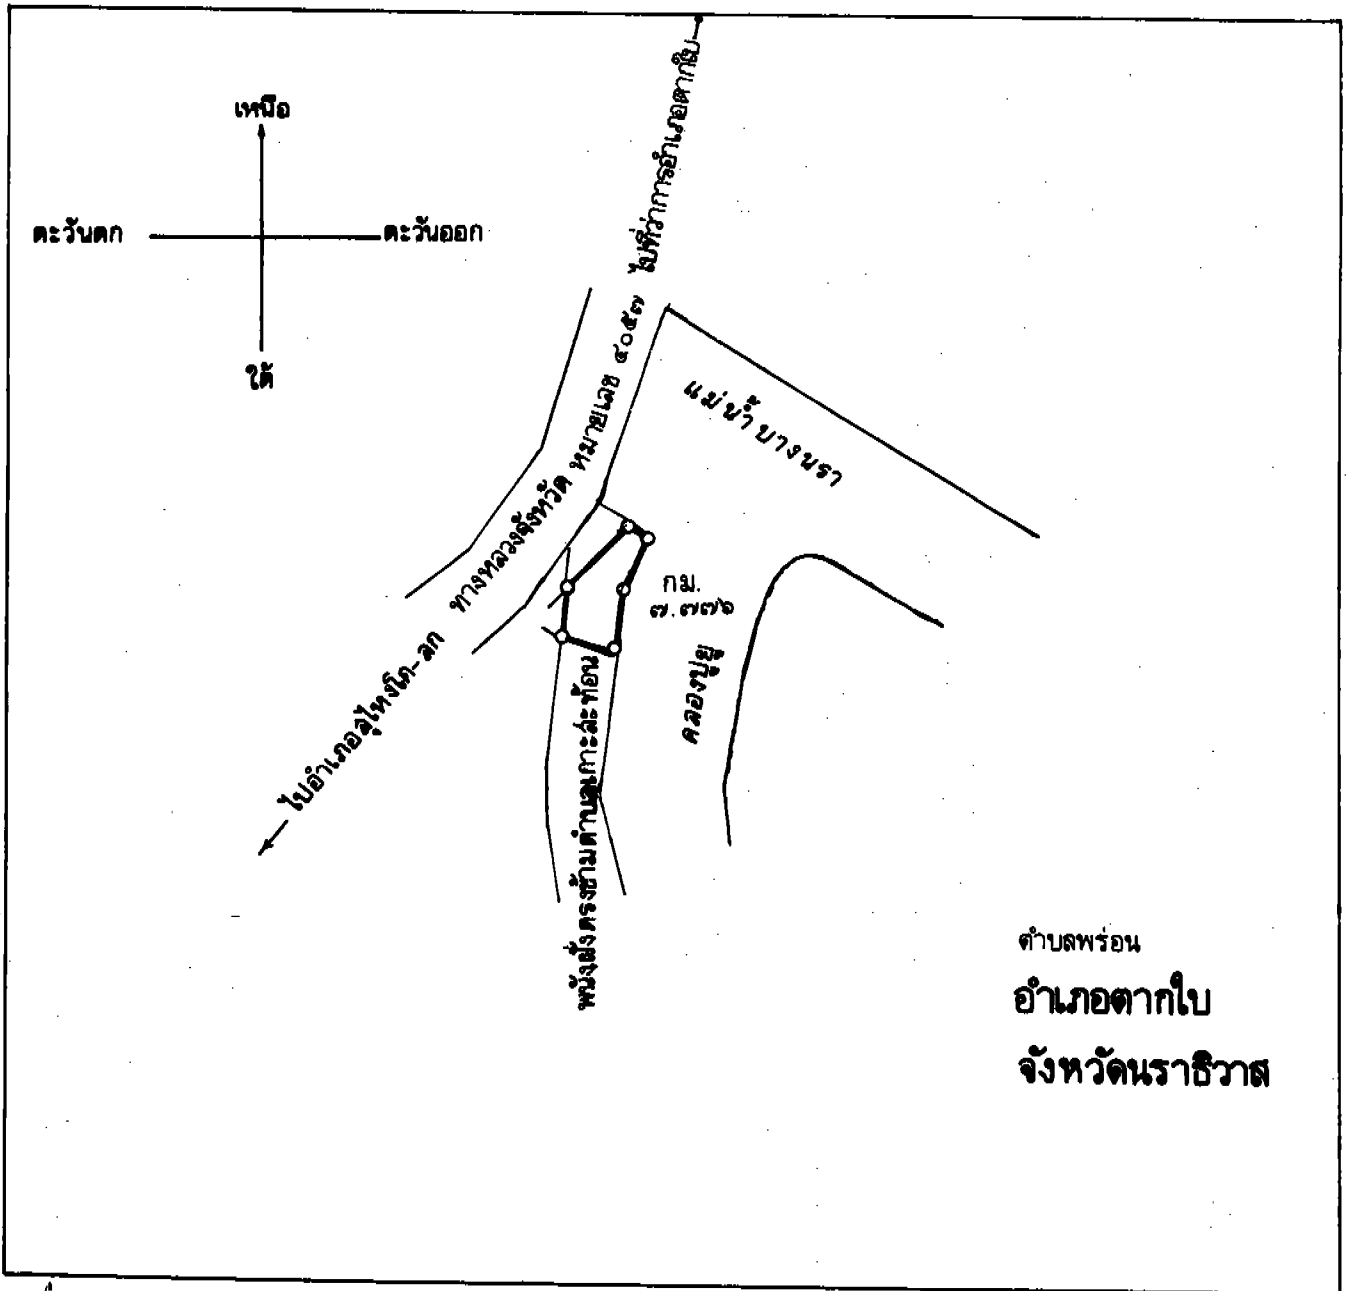 เหนือ
ตะวันตก
ตะวันออก
ใต้
ไปที่ว่าการอำเภอตากใบ
ทางหลวงจังหวัด หมายเลข ๔๐๕๗
ไปอำเภอสุไหงโก-ลก
แม่น้ำบางนรา
กม.
๗.๗๗๖
คลองปูยู
พนังฝั่งตรงข้ามตำบลเกาะสะท้อน
ตำบลพร่อน
อำเภอตากใบ
จังหวัดนราธิวาส